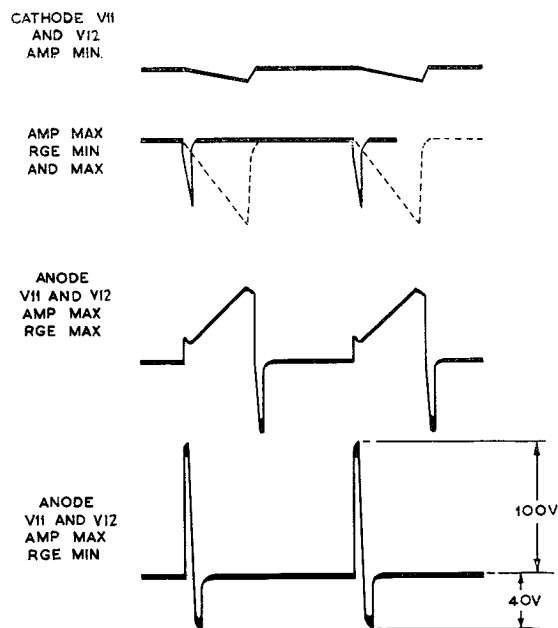 CATHODE V11
AND V12
AMP MIN.
AMP MAX
RGE MIN
AND MAX
ANODE
V11 AND V12
AMP MAX
RGE MAX
ANODE
V11 AND V12
AMP MAX
RGE MIN
100V
40V